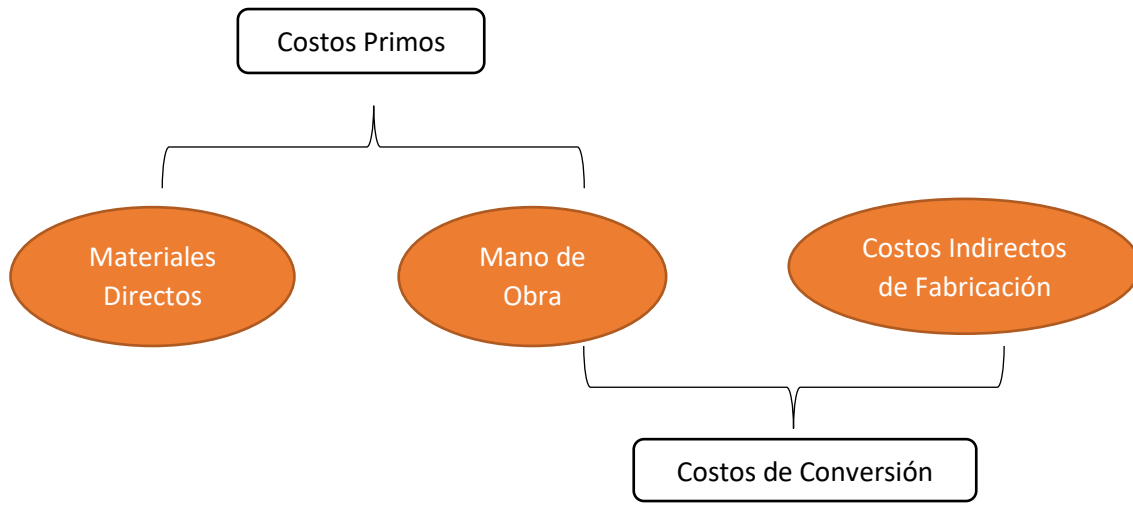 Costos Primos
Materiales
Directos
Mano de
Obra
Costos Indirectos
de Fabricación
Costos de Conversión